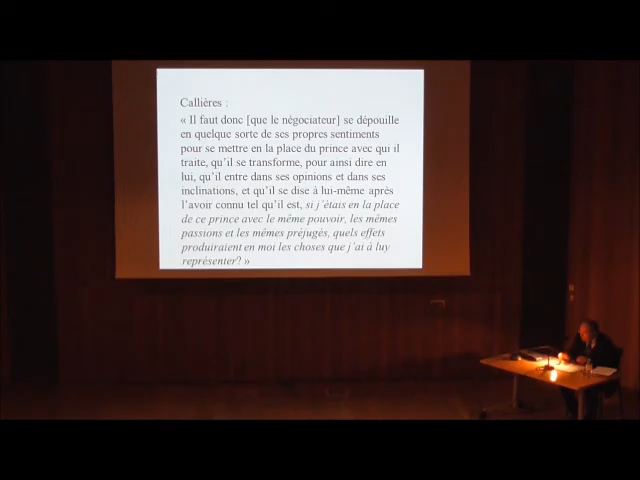 Callières :
« Il faut donc [que le négociateur] se dépouille
en quelque sorte de ses propres sentiments
pour se mettre en la place du prince avec qui il
traite, qu’il se transforme, pour ainsi dire en
lui, qu’il entre dans ses opinions et dans ses
inclinations, et qu’il se dise à lui-même après
l’avoir connu tel qu’il est, si j’étais en la place
de ce prince avec le même pouvoir, les mêmes
passions et les mêmes préjugés, quels effets
produiraient en moi les choses que j’ai à luy
représenter? »